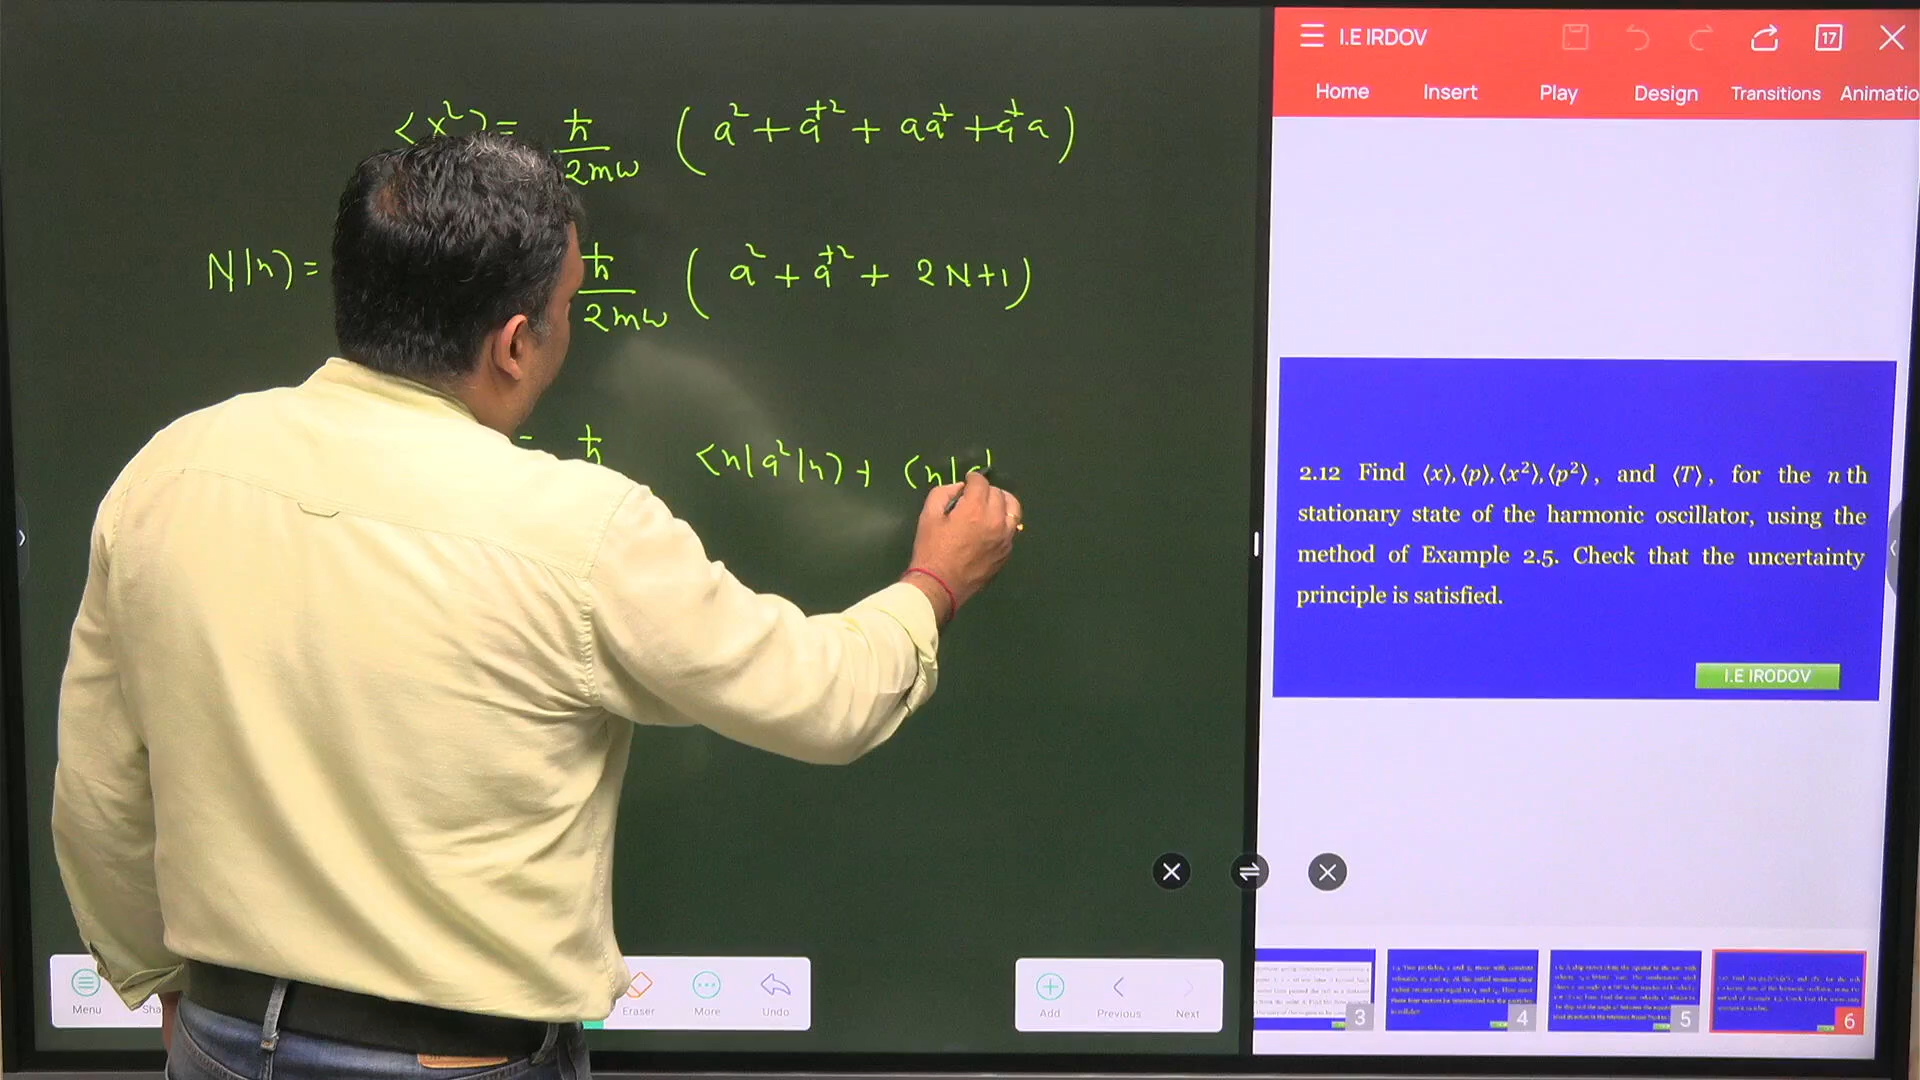 ⟨x²⟩ = ħ/2mω ( a² + a†² + aa† + a†a )
N|n⟩ =
ħ/2mω ( a² + a†² + 2N+1 )
= ħ ⟨n|a²|n⟩ + ⟨n|a
I.E IRDOV
17
Home Insert Play Design Transitions Animatio
2.12 Find ⟨x⟩, ⟨p⟩, ⟨x²⟩, ⟨p²⟩, and ⟨T⟩, for the n th
stationary state of the harmonic oscillator, using the
method of Example 2.5. Check that the uncertainty
principle is satisfied.
I.E IRODOV
3 4 5 6
Menu Sha Eraser More Undo
Add Previous Next